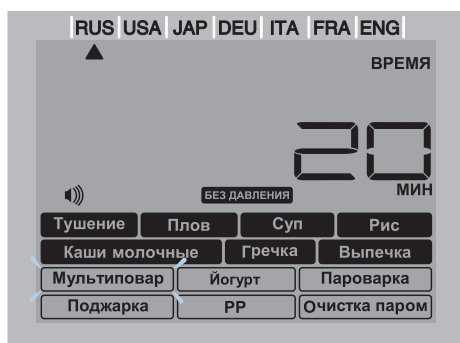 RUS USA JAP DEU ITA FRA ENG
ВРЕМЯ
20
БЕЗ ДАВЛЕНИЯ МИН
Тушение Плов Суп Рис
Каши молочные Гречка Выпечка
Мультиповар Йогурт Пароварка
Поджарка PP Очистка паром